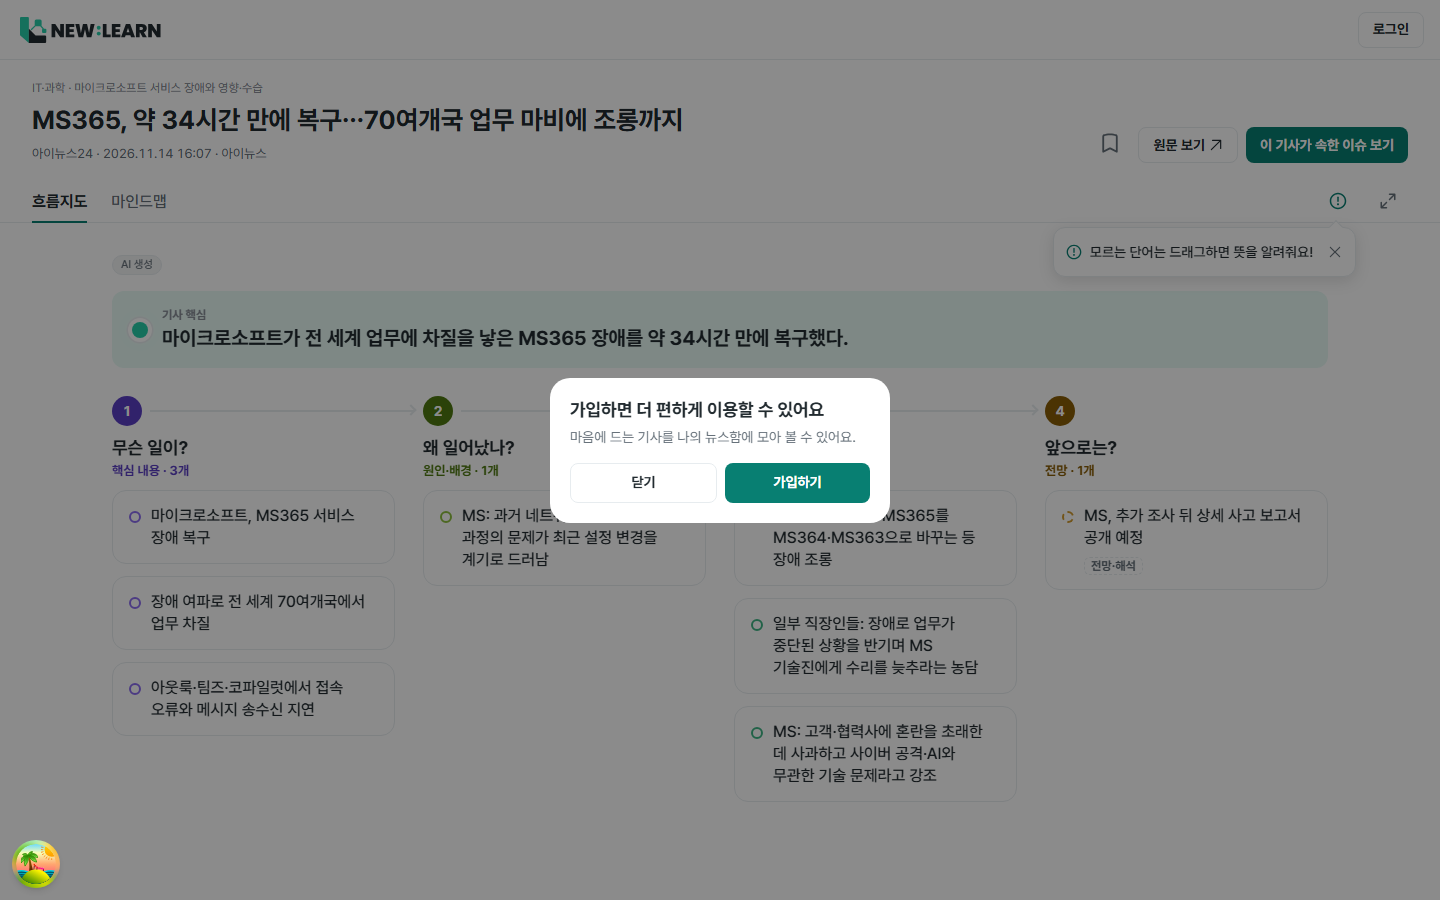 NEW:LEARN
로그인
IT·과학 · 마이크로소프트 서비스 장애와 영향·수습
MS365, 약 34시간 만에 복구…70여개국 업무 마비에 조롱까지
아이뉴스24 · 2026.11.14 16:07 · 아이뉴스
원문 보기
이 기사가 속한 이슈 보기
흐름지도
마인드맵
모르는 단어는 드래그하면 뜻을 알려줘요!
AI 생성
기사 핵심
마이크로소프트가 전 세계 업무에 차질을 낳은 MS365 장애를 약 34시간 만에 복구했다.
가입하면 더 편하게 이용할 수 있어요
마음에 드는 기사를 나의 뉴스함에 모아 볼 수 있어요.
닫기
가입하기
1
무슨 일이?
핵심 내용 · 3개
마이크로소프트, MS365 서비스
장애 복구
장애 여파로 전 세계 70여개국에서
업무 차질
아웃룩·팀즈·코파일럿에서 접속
오류와 메시지 송수신 지연
2
왜 일어났나?
원인·배경 · 1개
MS: 과거 네트
과정의 문제가 최근 설정 변경을
계기로 드러남
MS365를
MS364·MS363으로 바꾸는 등
장애 조롱
일부 직장인들: 장애로 업무가
중단된 상황을 반기며 MS
기술진에게 수리를 늦추라는 농담
MS: 고객·협력사에 혼란을 초래한
데 사과하고 사이버 공격·AI와
무관한 기술 문제라고 강조
4
앞으로는?
전망 · 1개
MS, 추가 조사 뒤 상세 사고 보고서
공개 예정
전망·해석